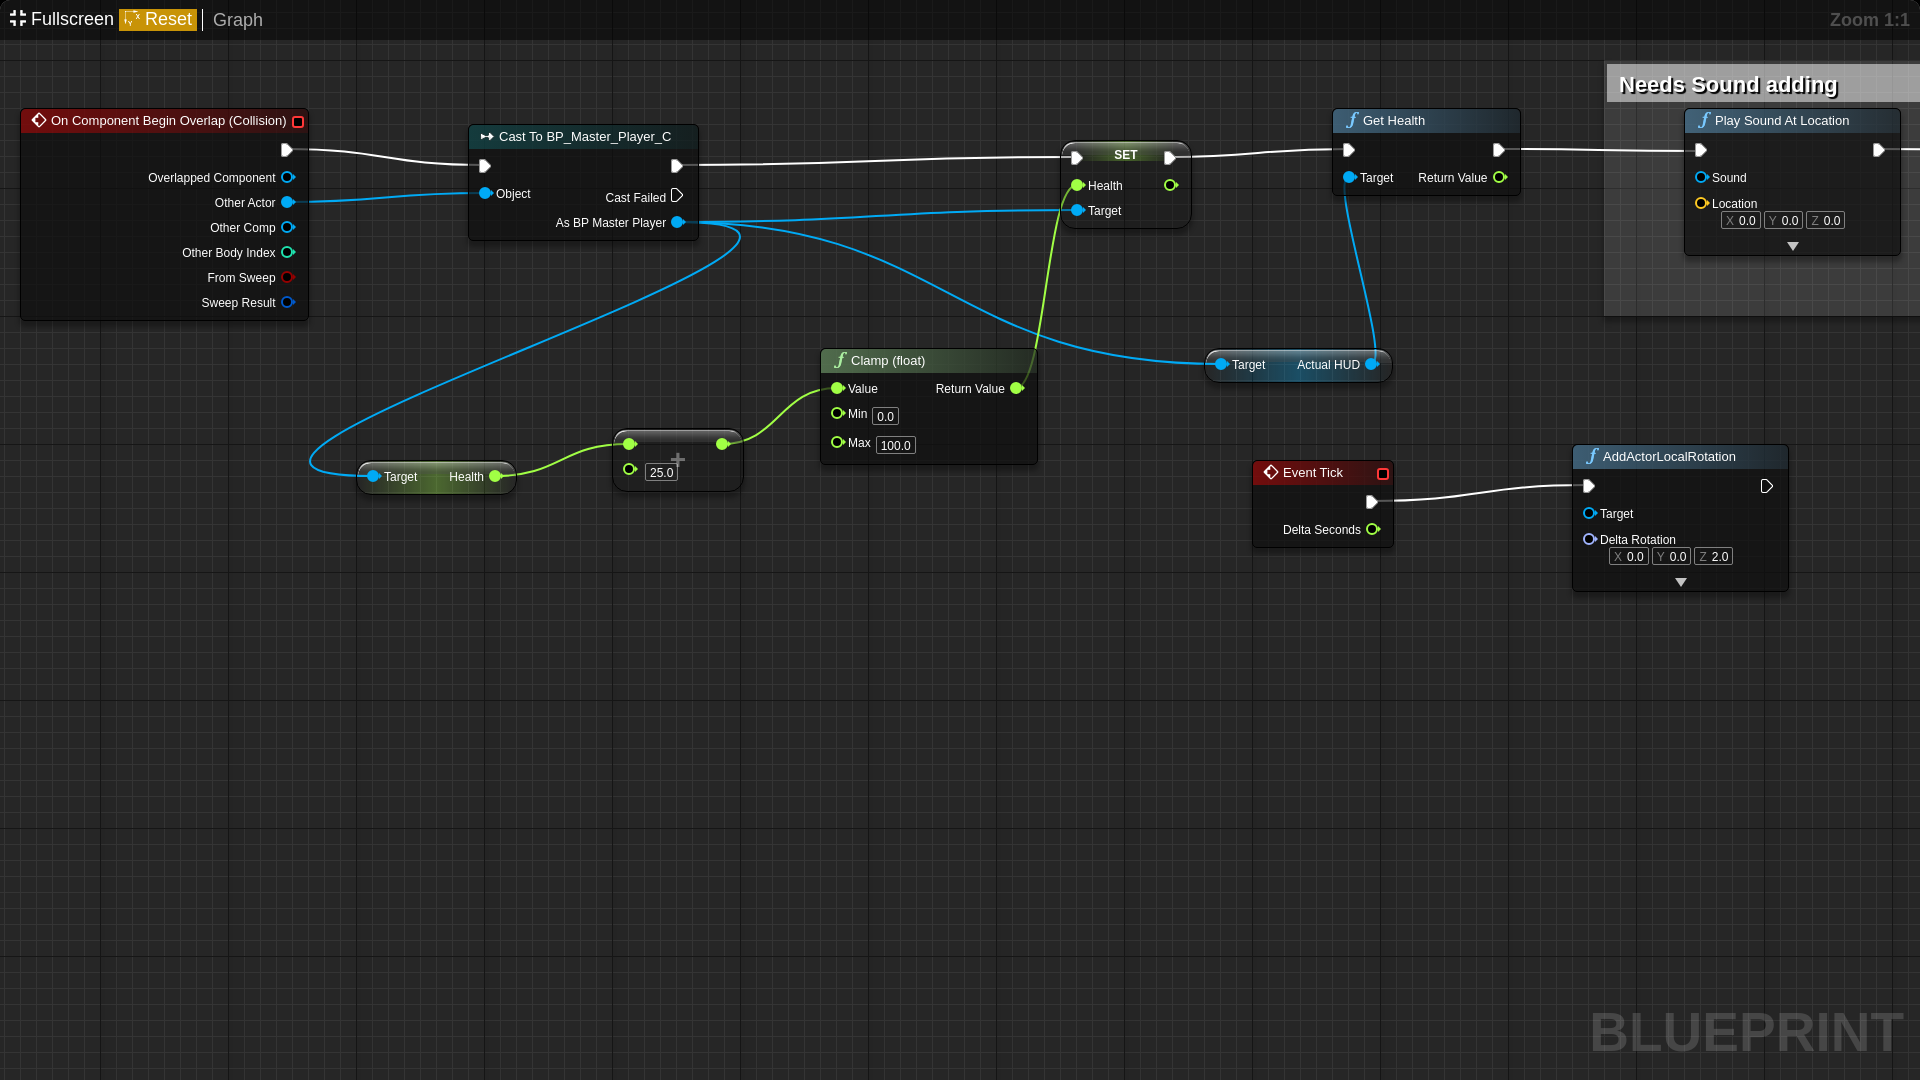 Fullscreen Reset Graph
Zoom 1:1
Needs Sound adding
On Component Begin Overlap (Collision)
Overlapped Component
Other Actor
Other Comp
Other Body Index
From Sweep
Sweep Result
Cast To BP_Master_Player_C
Object
Cast Failed
As BP Master Player
SET
Health
Target
Get Health
Target Return Value
Play Sound At Location
Sound
Location
X 0.0 Y 0.0 Z 0.0
Clamp (float)
Value Return Value
Min 0.0
Max 100.0
Target Actual HUD
Target Health
+
25.0
Event Tick
Delta Seconds
AddActorLocalRotation
Target
Delta Rotation
X 0.0 Y 0.0 Z 2.0
BLUEPRINT